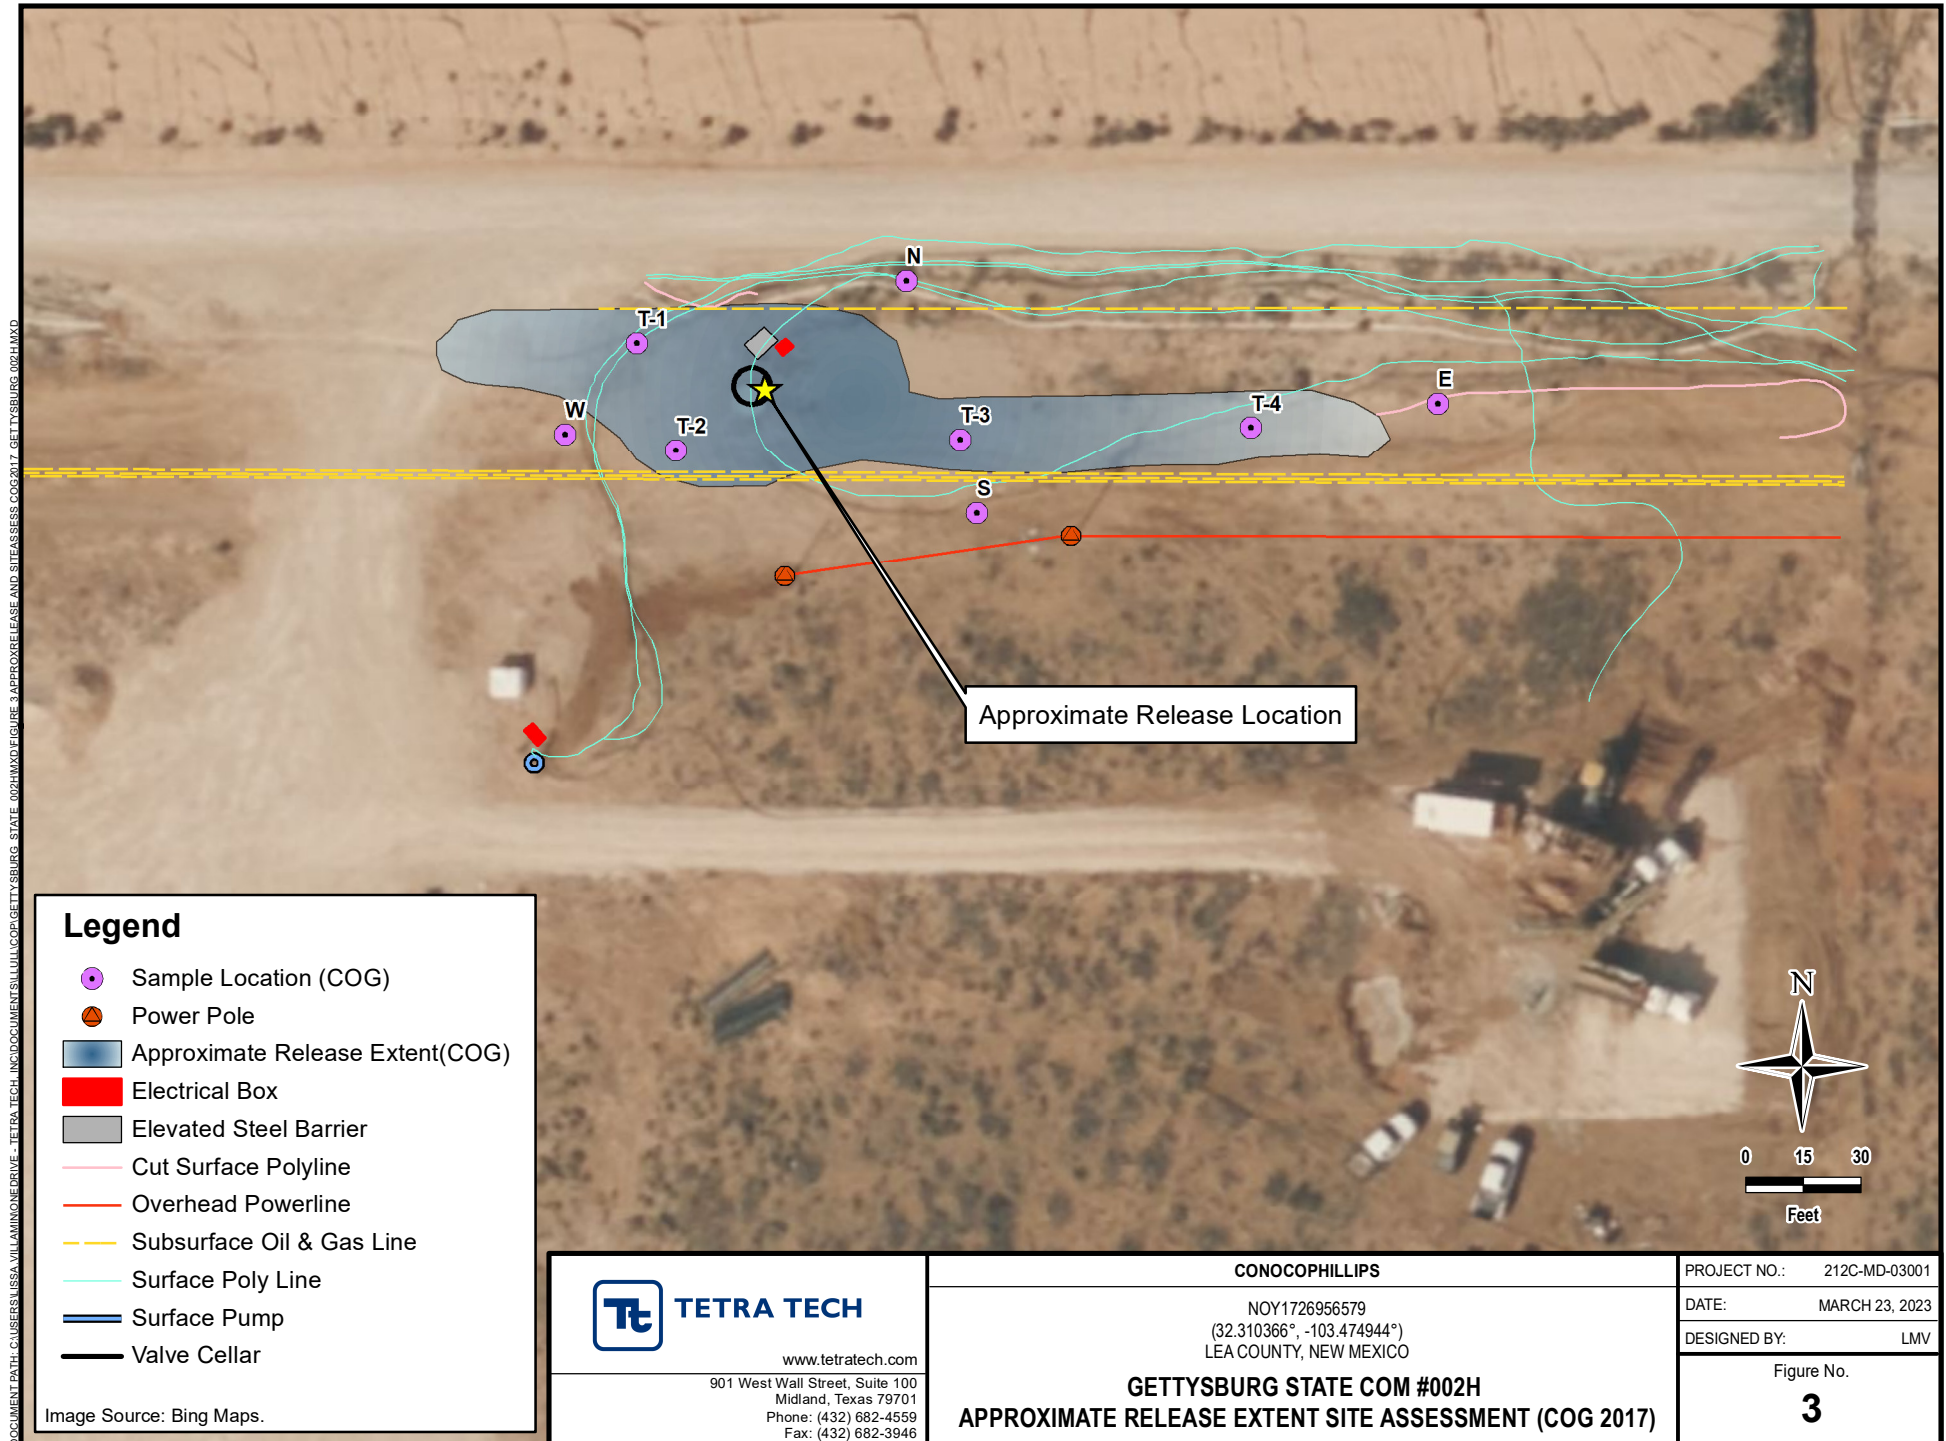 N
T-1
W
T-2
T-3
T-4
E
S
Approximate Release Location
Legend
Sample Location (COG)
Power Pole
Approximate Release Extent(COG)
Electrical Box
Elevated Steel Barrier
Cut Surface Polyline
Overhead Powerline
Subsurface Oil & Gas Line
Surface Poly Line
Surface Pump
Valve Cellar
Image Source: Bing Maps.
N
0 15 30
Feet
Tt TETRA TECH
www.tetratech.com
901 West Wall Street, Suite 100
Midland, Texas 79701
Phone: (432) 682-4559
Fax: (432) 682-3946
CONOCOPHILLIPS
NOY1726956579
(32.310366°, -103.474944°)
LEA COUNTY, NEW MEXICO
GETTYSBURG STATE COM #002H
APPROXIMATE RELEASE EXTENT SITE ASSESSMENT (COG 2017)
PROJECT NO.: 212C-MD-03001
DATE: MARCH 23, 2023
DESIGNED BY: LMV
Figure No.
3